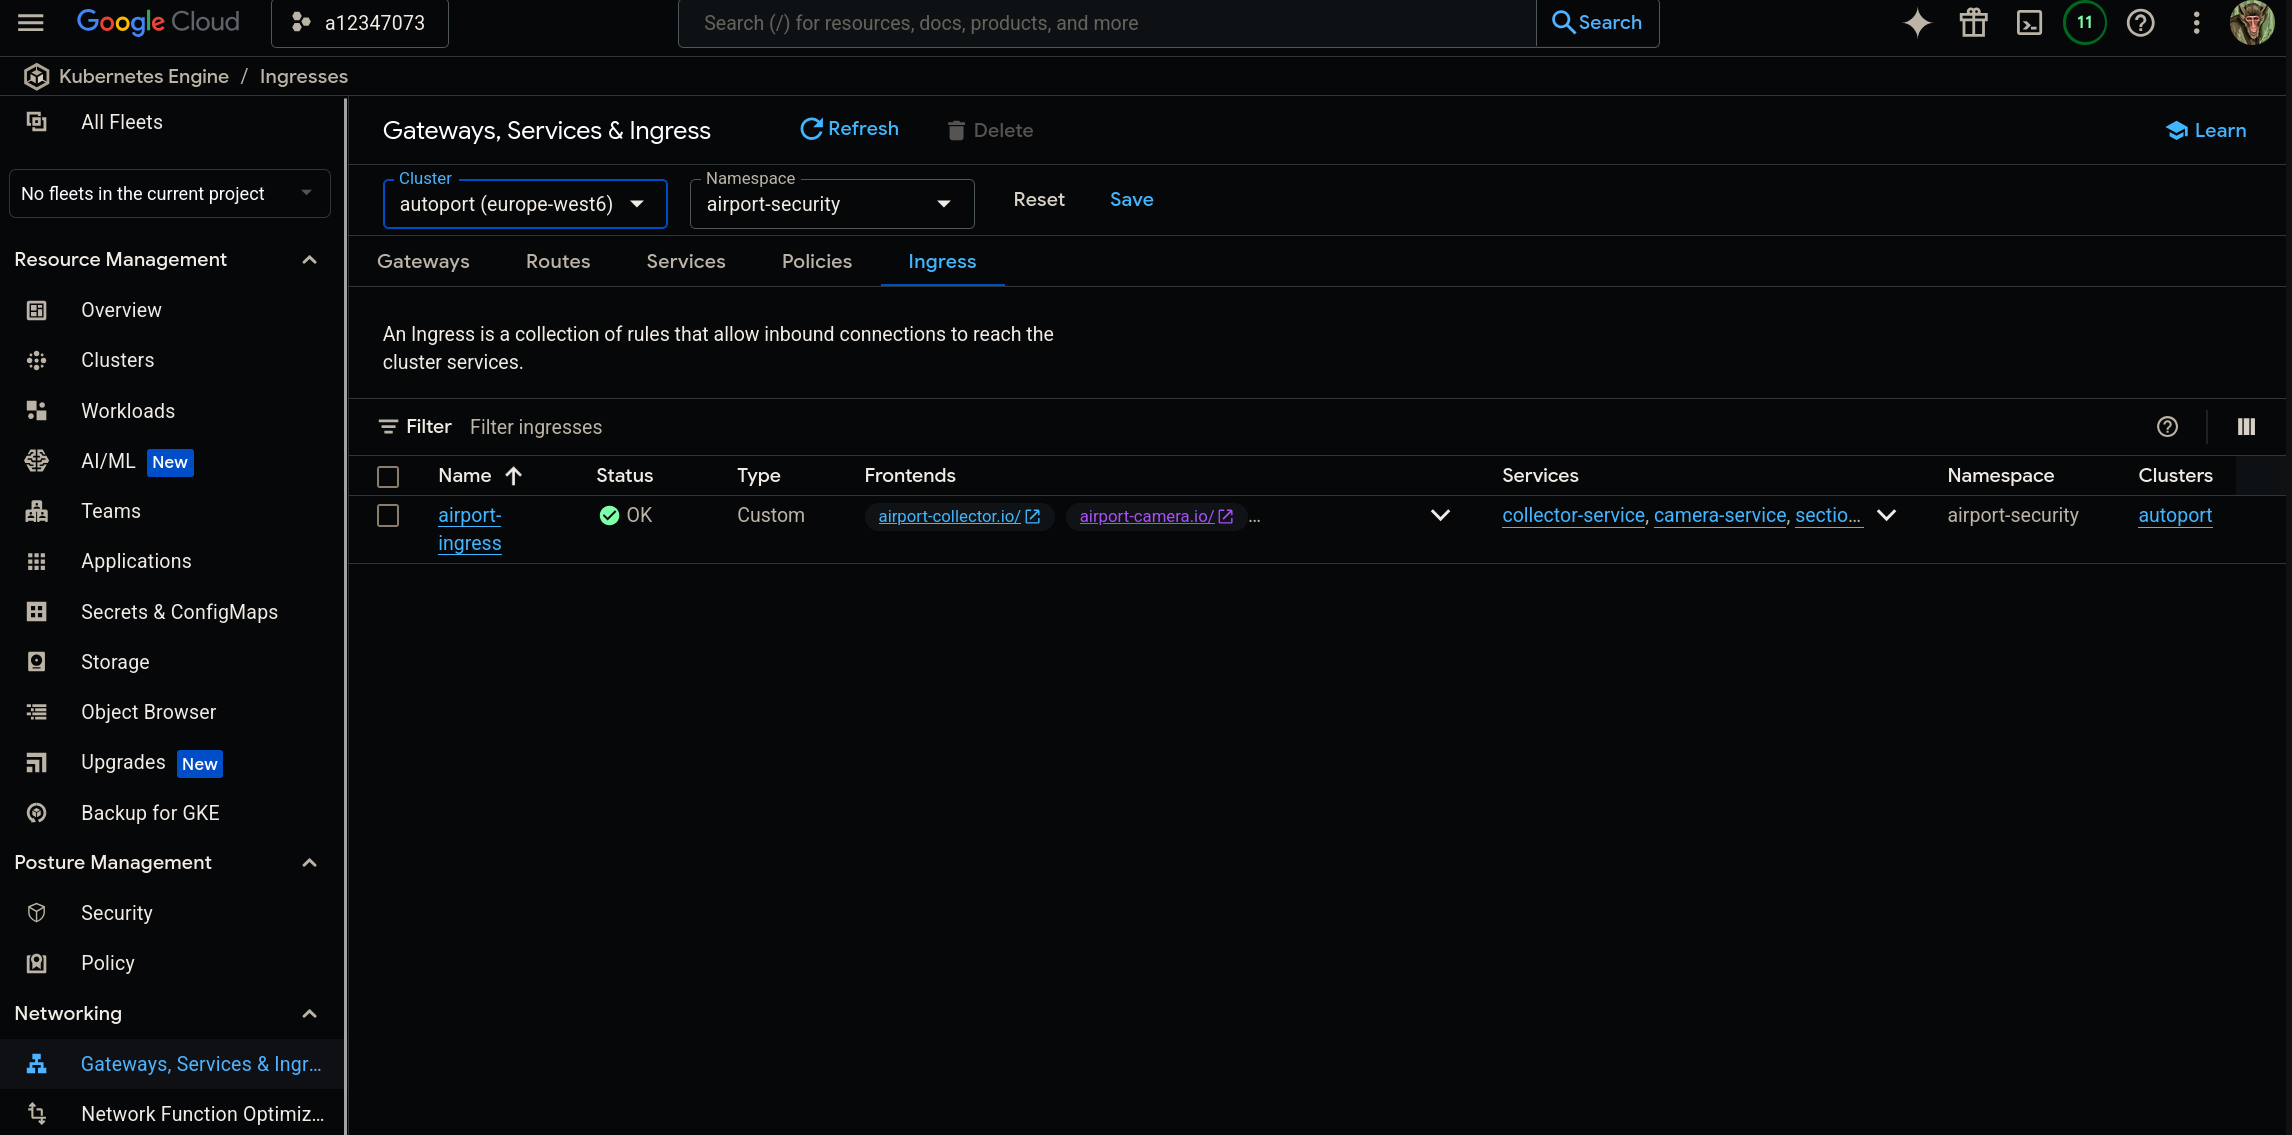 Google Cloud
a12347073
Search (/) for resources, docs, products, and more
Search
11
Kubernetes Engine / Ingresses
All Fleets
No fleets in the current project
Resource Management
Overview
Clusters
Workloads
AI/ML New
Teams
Applications
Secrets & ConfigMaps
Storage
Object Browser
Upgrades New
Backup for GKE
Posture Management
Security
Policy
Networking
Gateways, Services & Ingr...
Network Function Optimiz...
Gateways, Services & Ingress
Refresh
Delete
Learn
Cluster
autoport (europe-west6)
Namespace
airport-security
Reset
Save
Gateways Routes Services Policies Ingress
An Ingress is a collection of rules that allow inbound connections to reach the
cluster services.
Filter Filter ingresses
Name Status Type Frontends Services Namespace Clusters
airport-ingress OK Custom airport-collector.io/ airport-camera.io/ ... collector-service, camera-service, sectio... airport-security autoport